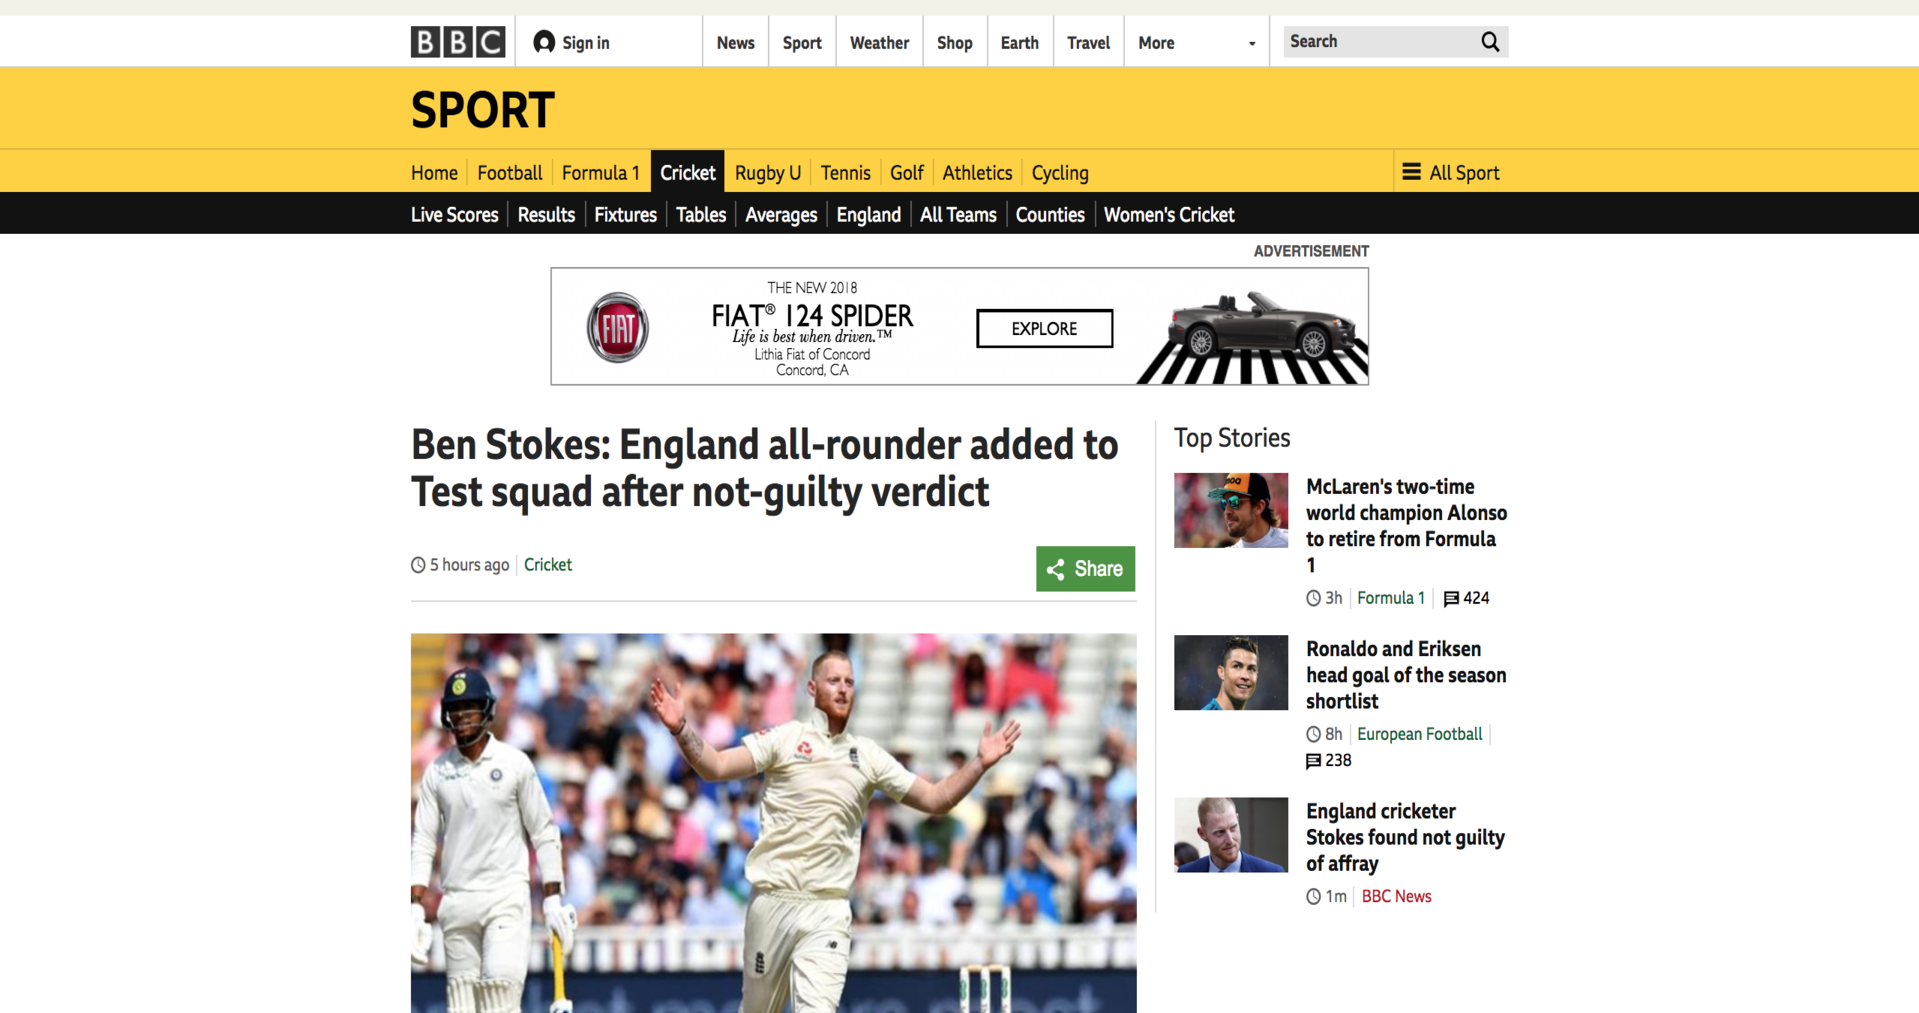 BBC
Sign in
News
Sport
Weather
Shop
Earth
Travel
More
Search
SPORT
Home
Football
Formula 1
Cricket
Rugby U
Tennis
Golf
Athletics
Cycling
All Sport
Live Scores
Results
Fixtures
Tables
Averages
England
All Teams
Counties
Women's Cricket
ADVERTISEMENT
FIAT
THE NEW 2018
FIAT® 124 SPIDER
Life is best when driven.™
Lithia Fiat of Concord
Concord, CA
EXPLORE
Ben Stokes: England all-rounder added to
Test squad after not-guilty verdict
5 hours ago
Cricket
Share
Top Stories
McLaren's two-time
world champion Alonso
to retire from Formula
1
3h
Formula 1
424
Ronaldo and Eriksen
head goal of the season
shortlist
8h
European Football
238
England cricketer
Stokes found not guilty
of affray
1m
BBC News